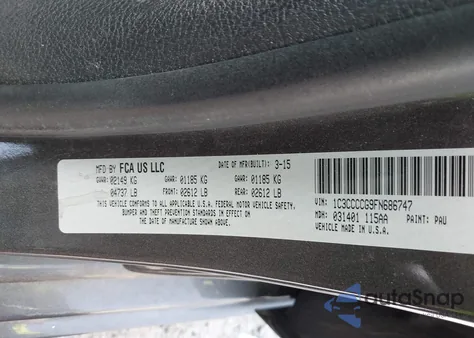 MFD BY FCA US LLC DATE OF MFR(BUILT): 3-15
GVWR: 02149 KG GAWR: 01185 KG GAWR: 01185 KG
04737 LB FRONT: 02612 LB REAR: 02612 LB
THIS VEHICLE CONFORMS TO ALL APPLICABLE FEDERAL MOTOR VEHICLE SAFETY,
BUMPER AND THEFT PREVENTION STANDARDS IN EFFECT IN THE U.S.A. ON THE
DATE OF MANUFACTURE SHOWN ABOVE.
VIN: 1C3CCCCG9FN686747
MDH: 031401 115AA PAINT: PAU
VEHICLE MADE IN U.S.A.
autoSnap